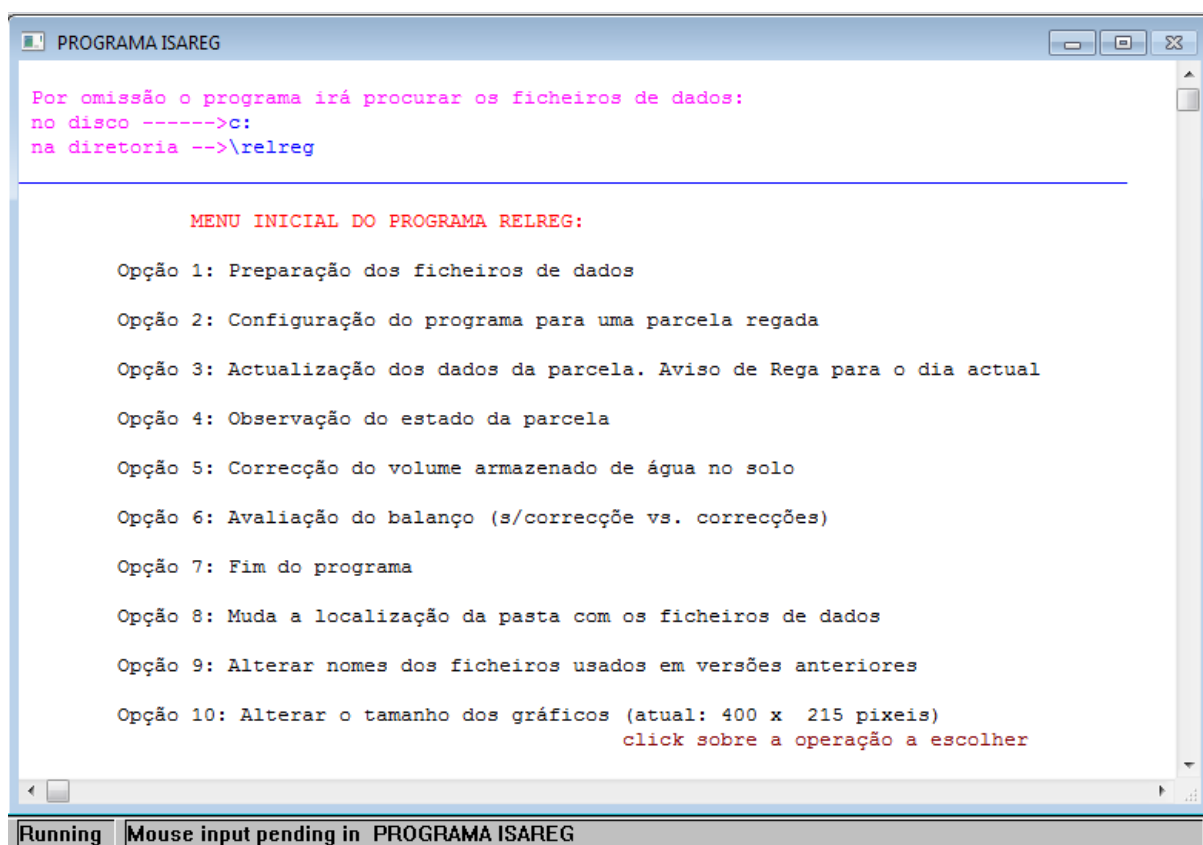 PROGRAMA ISAREG
Por omissão o programa irá procurar os ficheiros de dados:
no disco ------>c:
na diretoria -->\relreg
MENU INICIAL DO PROGRAMA RELREG:
Opção 1: Preparação dos ficheiros de dados
Opção 2: Configuração do programa para uma parcela regada
Opção 3: Actualização dos dados da parcela. Aviso de Rega para o dia actual
Opção 4: Observação do estado da parcela
Opção 5: Correcção do volume armazenado de água no solo
Opção 6: Avaliação do balanço (s/correcçõe vs. correcções)
Opção 7: Fim do programa
Opção 8: Muda a localização da pasta com os ficheiros de dados
Opção 9: Alterar nomes dos ficheiros usados em versões anteriores
Opção 10: Alterar o tamanho dos gráficos (atual: 400 x  215 pixeis)
click sobre a operação a escolher
Running Mouse input pending in PROGRAMA ISAREG